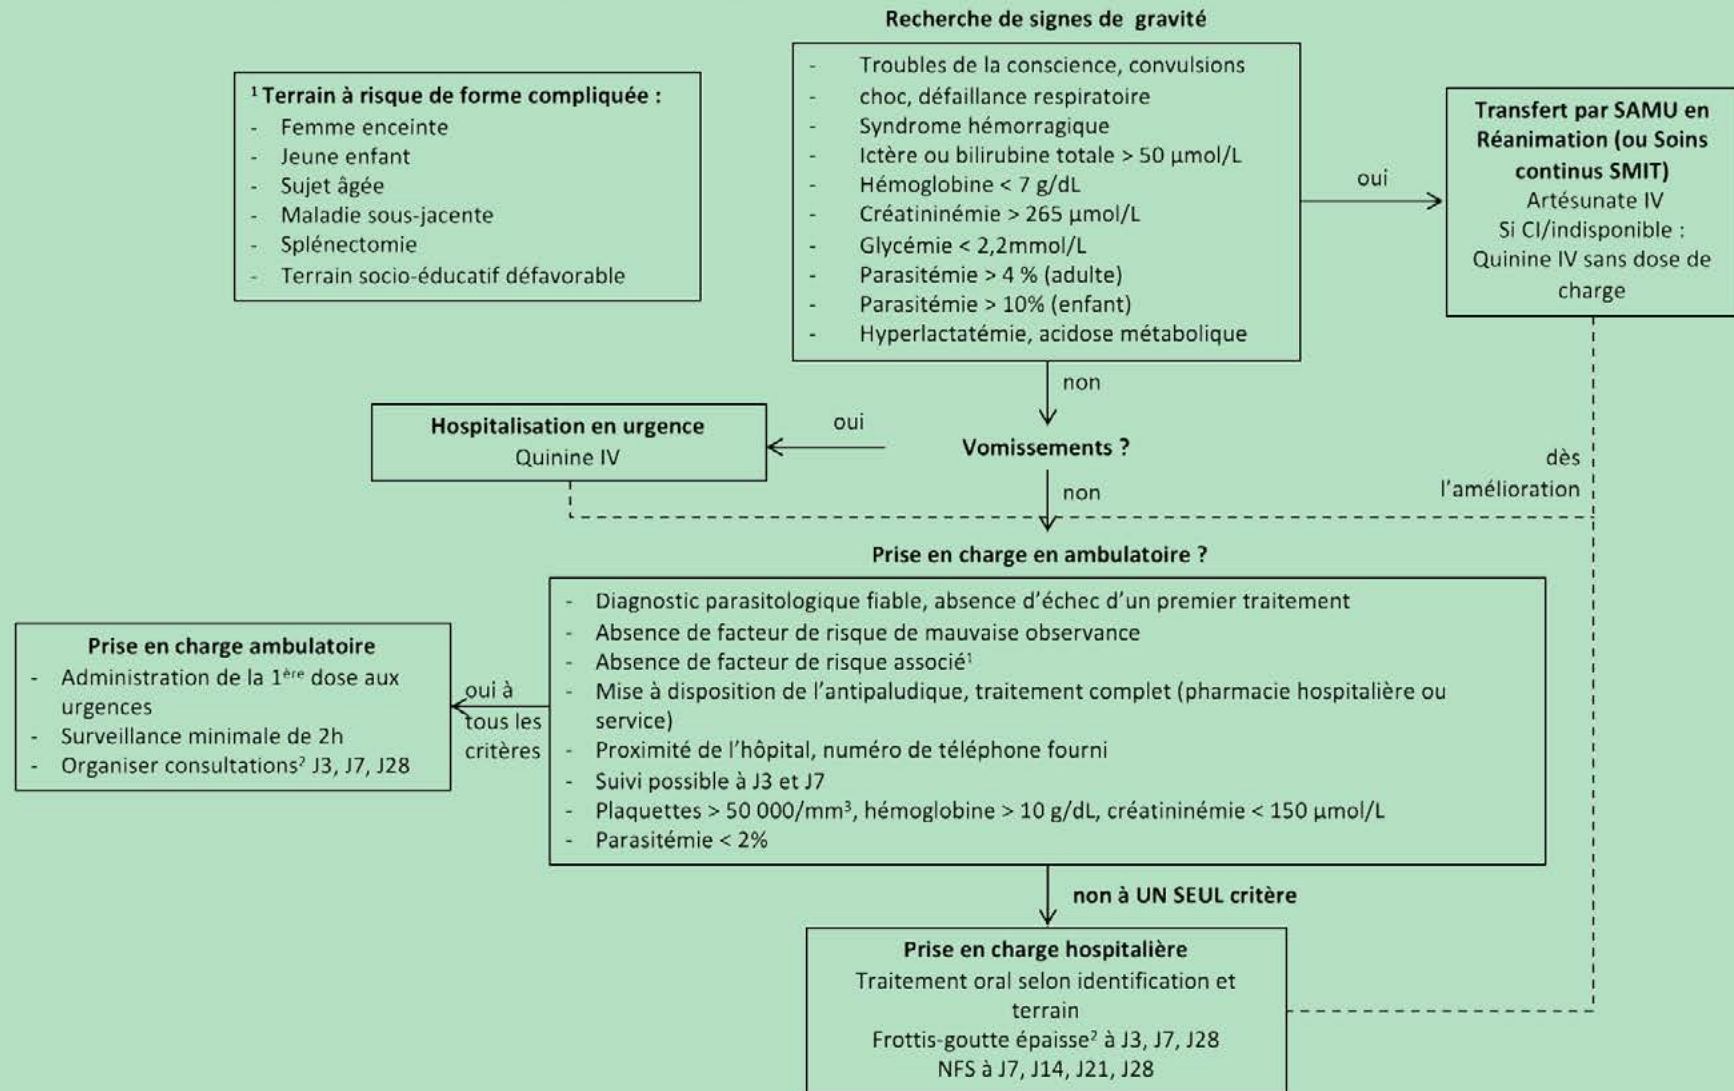 Recherche de signes de gravité
¹ Terrain à risque de forme compliquée :
- Femme enceinte
- Jeune enfant
- Sujet âgée
- Maladie sous-jacente
- Splénectomie
- Terrain socio-éducatif défavorable
- Troubles de la conscience, convulsions
- choc, défaillance respiratoire
- Syndrome hémorragique
- Ictère ou bilirubine totale > 50 µmol/L
- Hémoglobine < 7 g/dL
- Créatininémie > 265 µmol/L
- Glycémie < 2,2mmol/L
- Parasitémie > 4 % (adulte)
- Parasitémie > 10% (enfant)
- Hyperlactatémie, acidose métabolique
oui
Transfert par SAMU en
Réanimation (ou Soins
continus SMIT)
Artésunate IV
Si CI/indisponible :
Quinine IV sans dose de
charge
non
Hospitalisation en urgence
Quinine IV
oui
Vomissements ?
dès
l'amélioration
non
Prise en charge en ambulatoire ?
- Diagnostic parasitologique fiable, absence d'échec d'un premier traitement
- Absence de facteur de risque de mauvaise observance
- Absence de facteur de risque associé¹
- Mise à disposition de l'antipaludique, traitement complet (pharmacie hospitalière ou
service)
- Proximité de l'hôpital, numéro de téléphone fourni
- Suivi possible à J3 et J7
- Plaquettes > 50 000/mm³, hémoglobine > 10 g/dL, créatininémie < 150 µmol/L
- Parasitémie < 2%
oui à
tous les
critères
Prise en charge ambulatoire
- Administration de la 1ère dose aux
urgences
- Surveillance minimale de 2h
- Organiser consultations² J3, J7, J28
non à UN SEUL critère
Prise en charge hospitalière
Traitement oral selon identification et
terrain
Frottis-goutte épaisse² à J3, J7, J28
NFS à J7, J14, J21, J28